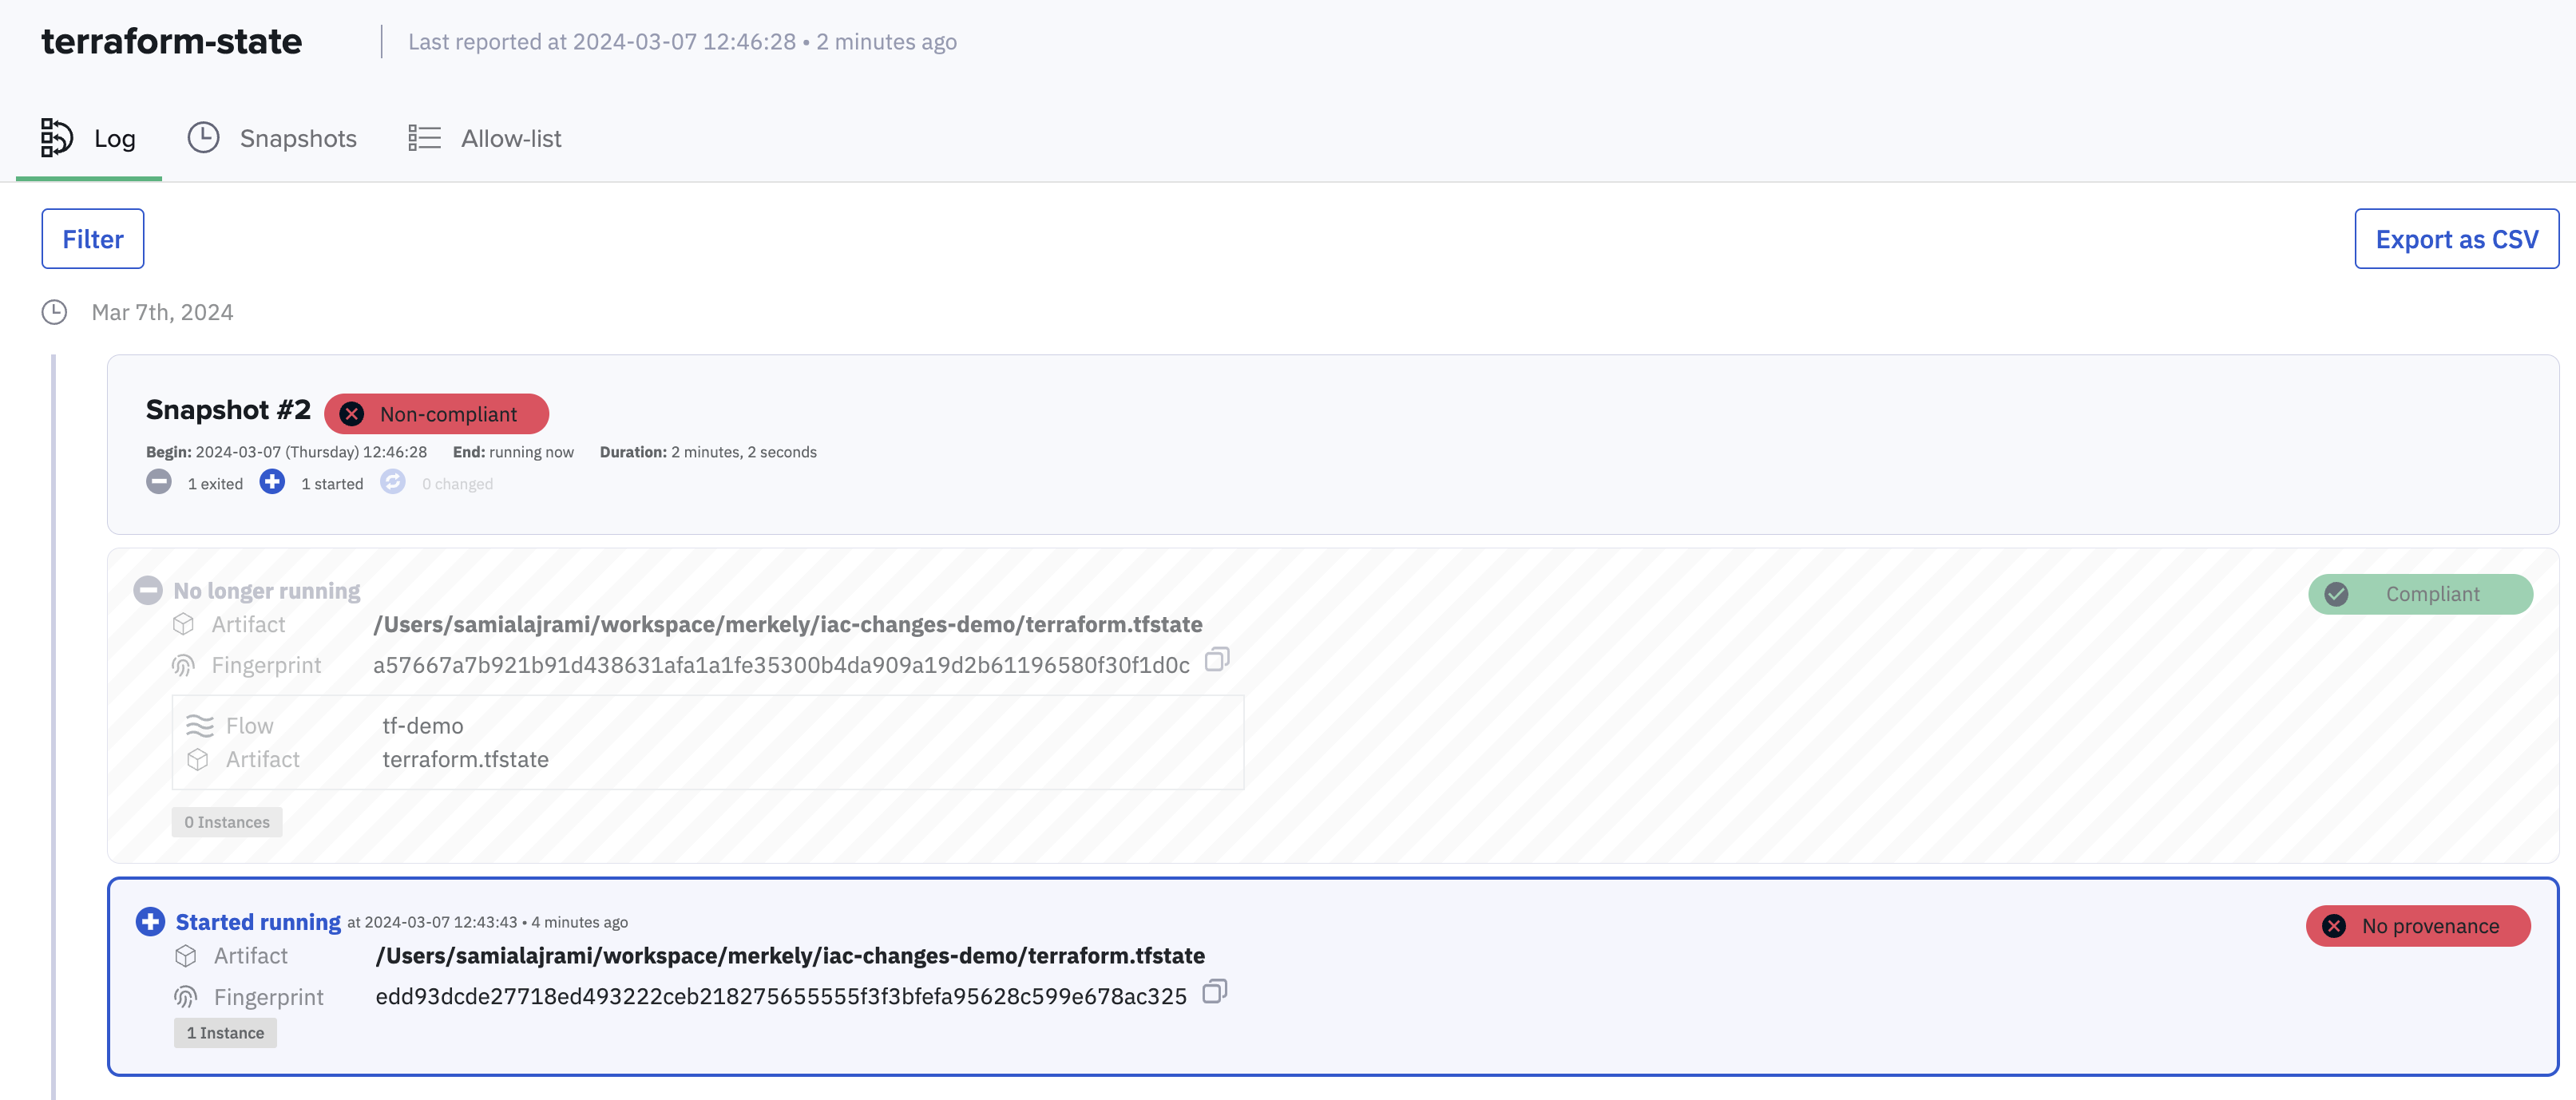 terraform-state
Last reported at 2024-03-07 12:46:28 • 2 minutes ago
Log
Snapshots
Allow-list
Filter
Export as CSV
Mar 7th, 2024
Snapshot #2
Non-compliant
Begin: 2024-03-07 (Thursday) 12:46:28 End: running now Duration: 2 minutes, 2 seconds
1 exited 1 started 0 changed
No longer running
Compliant
Artifact /Users/samialajrami/workspace/merkely/iac-changes-demo/terraform.tfstate
Fingerprint a57667a7b921b91d438631afa1a1fe35300b4da909a19d2b61196580f30f1d0c
Flow tf-demo
Artifact terraform.tfstate
0 Instances
Started running at 2024-03-07 12:43:43 • 4 minutes ago
No provenance
Artifact /Users/samialajrami/workspace/merkely/iac-changes-demo/terraform.tfstate
Fingerprint edd93dcde27718ed493222ceb218275655555f3f3bfefa95628c599e678ac325
1 Instance